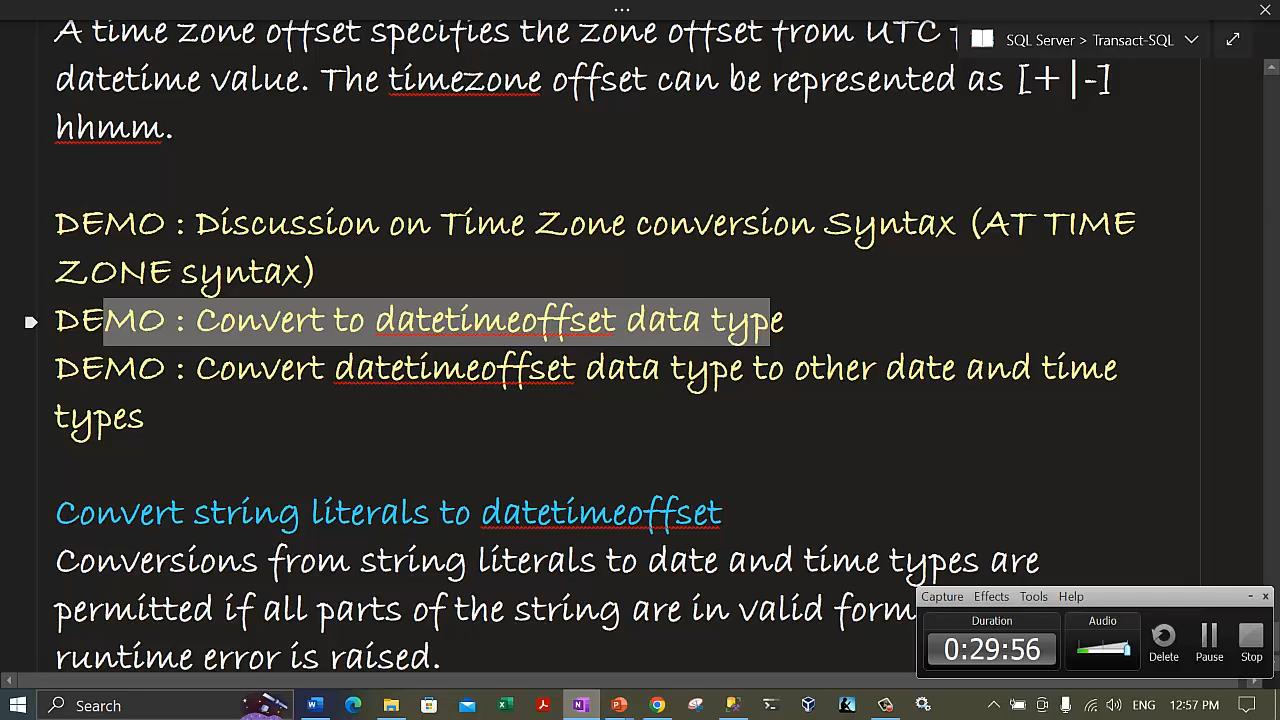 A time zone offset specifies the zone offset from UTC
SQL Server > Transact-SQL
datetime value. The timezone offset can be represented as [+|-]
hhmm.
DEMO : Discussion on Time Zone conversion Syntax (AT TIME
ZONE syntax)
DEMO : Convert to datetimeoffset data type
DEMO : Convert datetimeoffset data type to other date and time
types
Convert string literals to datetimeoffset
Conversions from string literals to date and time types are
permitted if all parts of the string are in valid form
runtime error is raised.
Capture Effects Tools Help
Duration
Audio
0:29:56
Delete
Pause
Stop
Search
ENG
12:57 PM